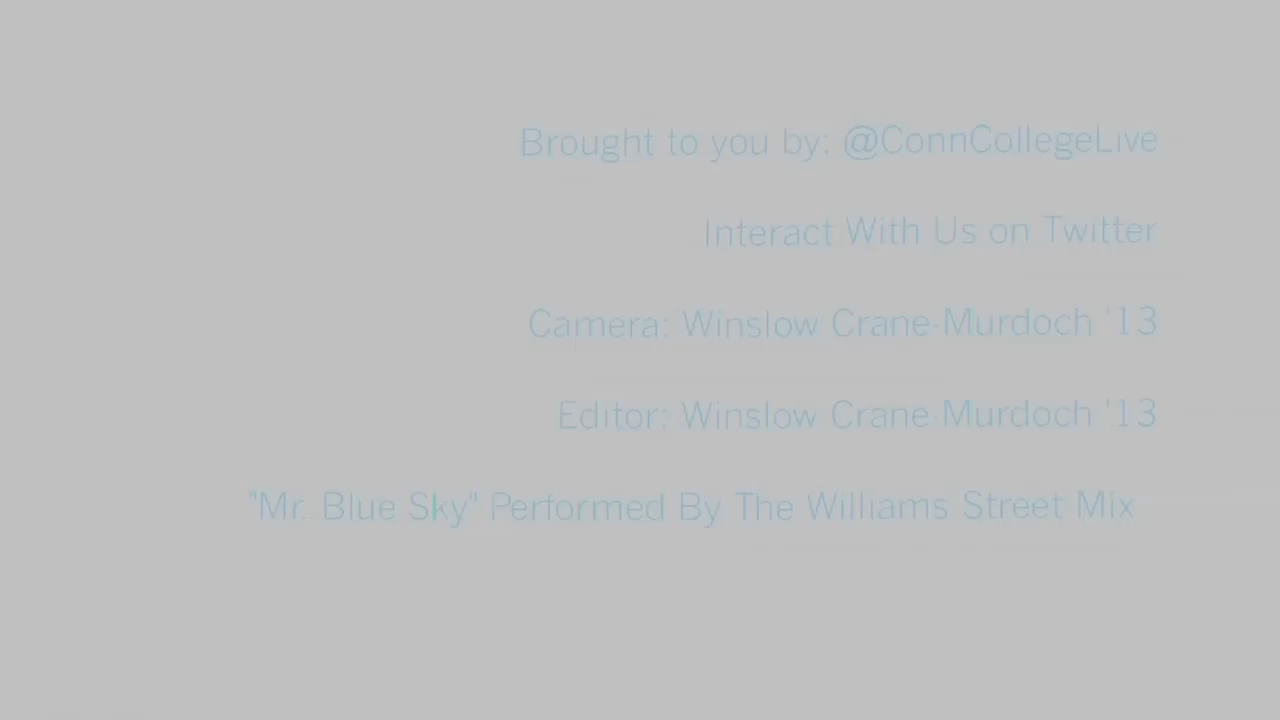 Brought to you by: @ConnCollegeLive
Interact With Us on Twitter
Camera: Winslow Crane-Murdoch '13
Editor: Winslow Crane-Murdoch '13
"Mr. Blue Sky" Performed By The Williams Street Mix